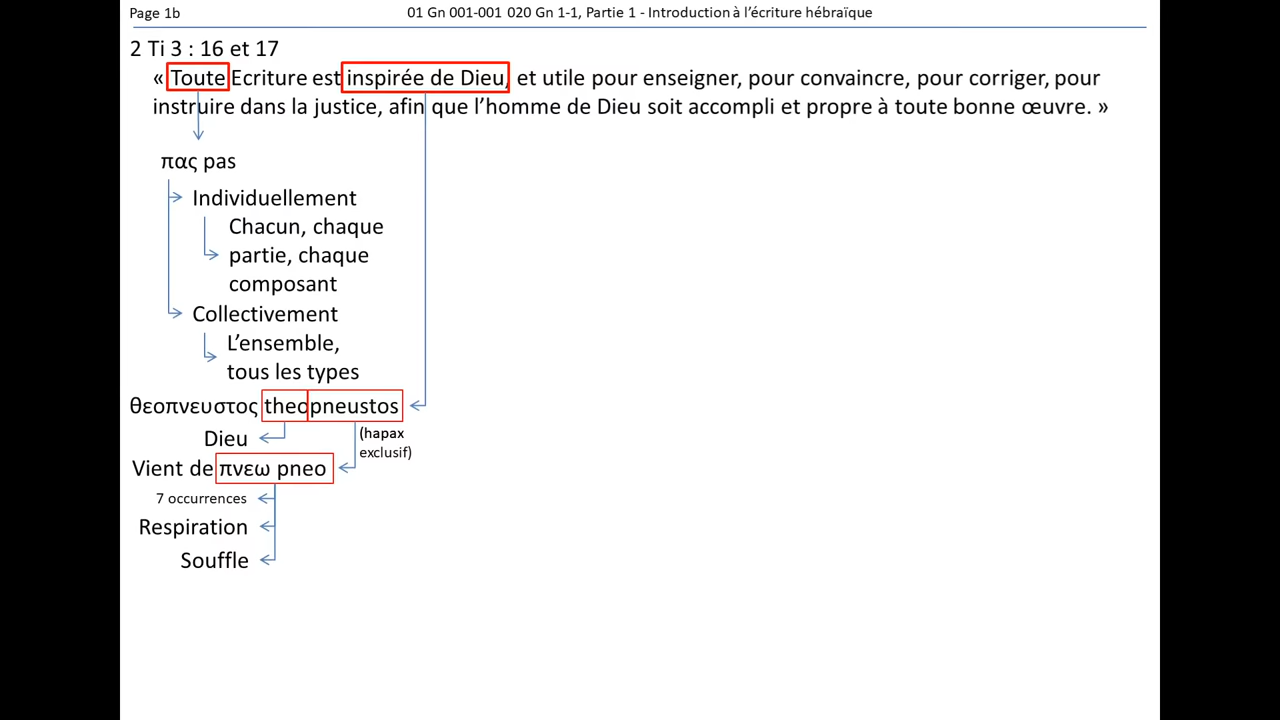 Page 1b
01 Gn 001-001 020 Gn 1-1, Partie 1 - Introduction à l’écriture hébraïque
2 Ti 3 : 16 et 17
« Toute Ecriture est inspirée de Dieu, et utile pour enseigner, pour convaincre, pour corriger, pour
instruire dans la justice, afin que l’homme de Dieu soit accompli et propre à toute bonne œuvre. »
πας pas
Individuellement
Chacun, chaque
partie, chaque
composant
Collectivement
L’ensemble,
tous les types
θεοπνευστος theopneustos
Dieu
(hapax
exclusif)
Vient de πνεω pneo
7 occurrences
Respiration
Souffle